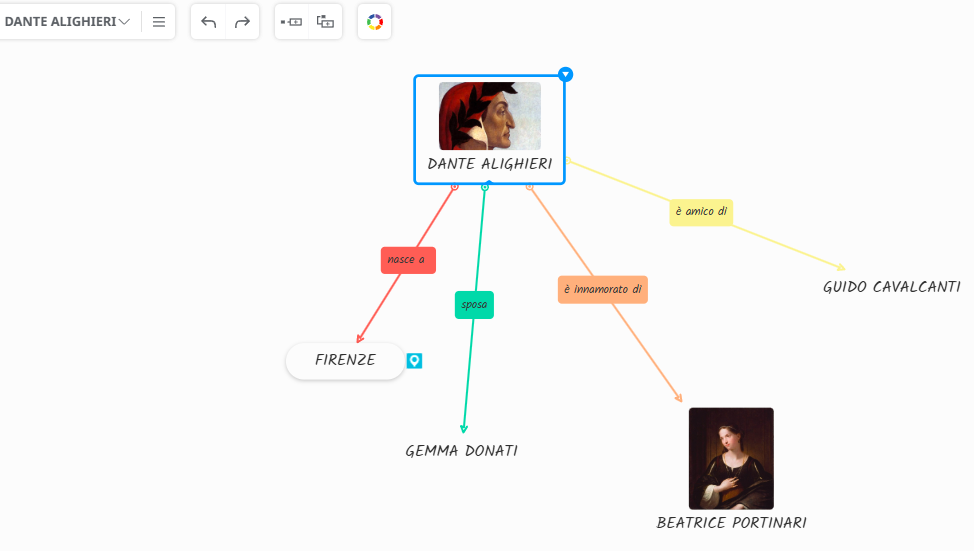 DANTE ALIGHIERI
DANTE ALIGHIERI
è amico di
nasce a
GUIDO CAVALCANTI
è innamorato di
sposa
FIRENZE
GEMMA DONATI
BEATRICE PORTINARI